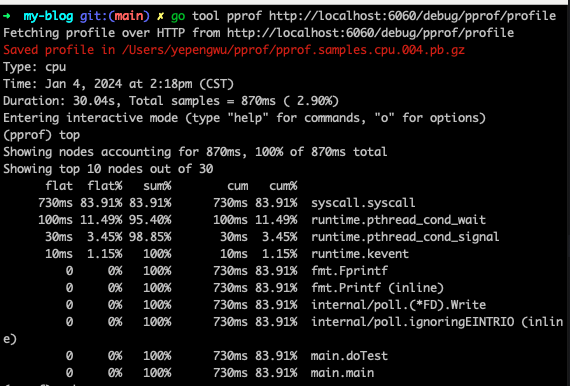 ➜  my-blog git:(main) ✗ go tool pprof http://localhost:6060/debug/pprof/profile
Fetching profile over HTTP from http://localhost:6060/debug/pprof/profile
Saved profile in /Users/yepengwu/pprof/pprof.samples.cpu.004.pb.gz
Type: cpu
Time: Jan 4, 2024 at 2:18pm (CST)
Duration: 30.04s, Total samples = 870ms ( 2.90%)
Entering interactive mode (type "help" for commands, "o" for options)
(pprof) top
Showing nodes accounting for 870ms, 100% of 870ms total
Showing top 10 nodes out of 30
      flat  flat%   sum%        cum   cum%
     730ms 83.91% 83.91%      730ms 83.91%  syscall.syscall
     100ms 11.49% 95.40%      100ms 11.49%  runtime.pthread_cond_wait
      30ms  3.45% 98.85%       30ms  3.45%  runtime.pthread_cond_signal
      10ms  1.15%   100%       10ms  1.15%  runtime.kevent
         0     0%   100%      730ms 83.91%  fmt.Fprintf
         0     0%   100%      730ms 83.91%  fmt.Printf (inline)
         0     0%   100%      730ms 83.91%  internal/poll.(*FD).Write
         0     0%   100%      730ms 83.91%  internal/poll.ignoringEINTRIO (inlin
e)
         0     0%   100%      730ms 83.91%  main.doTest
         0     0%   100%      730ms 83.91%  main.main